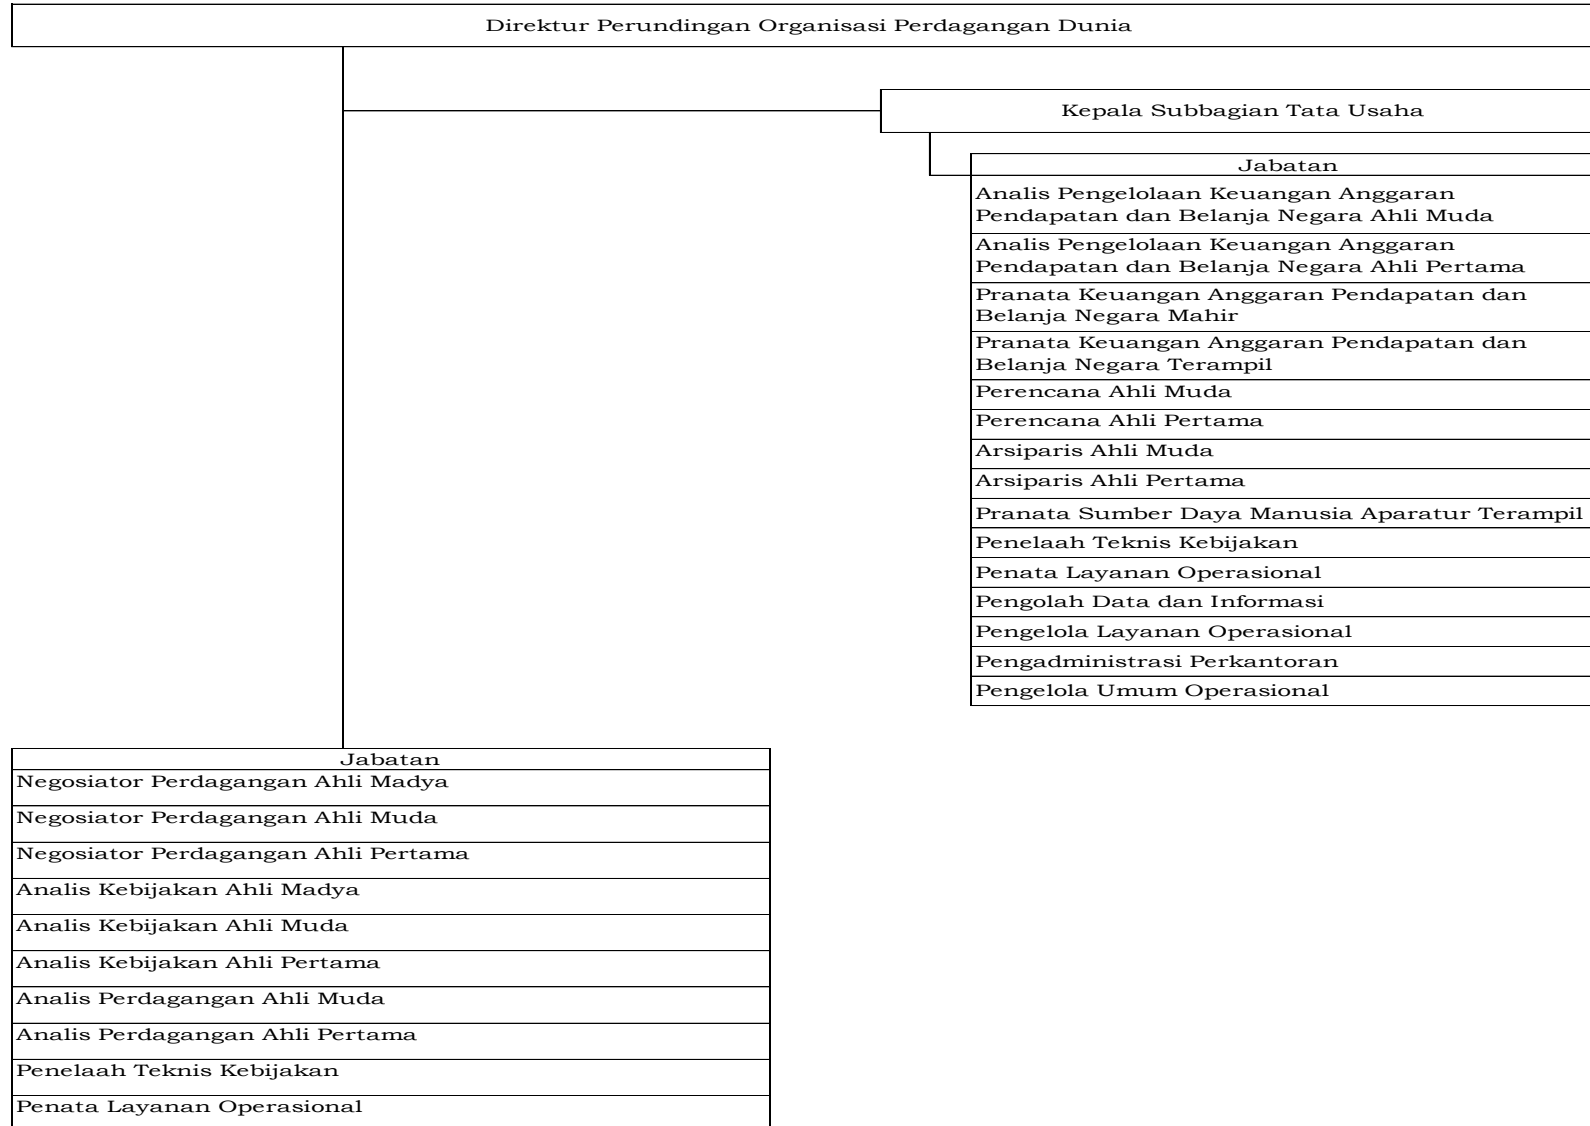 Direktur Perundingan Organisasi Perdagangan Dunia
Kepala Subbagian Tata Usaha
Jabatan
Analis Pengelolaan Keuangan Anggaran
Pendapatan dan Belanja Negara Ahli Muda
Analis Pengelolaan Keuangan Anggaran
Pendapatan dan Belanja Negara Ahli Pertama
Pranata Keuangan Anggaran Pendapatan dan
Belanja Negara Mahir
Pranata Keuangan Anggaran Pendapatan dan
Belanja Negara Terampil
Perencana Ahli Muda
Perencana Ahli Pertama
Arsiparis Ahli Muda
Arsiparis Ahli Pertama
Pranata Sumber Daya Manusia Aparatur Terampil
Penelaah Teknis Kebijakan
Penata Layanan Operasional
Pengolah Data dan Informasi
Pengelola Layanan Operasional
Pengadministrasi Perkantoran
Pengelola Umum Operasional
Jabatan
Negosiator Perdagangan Ahli Madya
Negosiator Perdagangan Ahli Muda
Negosiator Perdagangan Ahli Pertama
Analis Kebijakan Ahli Madya
Analis Kebijakan Ahli Muda
Analis Kebijakan Ahli Pertama
Analis Perdagangan Ahli Muda
Analis Perdagangan Ahli Pertama
Penelaah Teknis Kebijakan
Penata Layanan Operasional